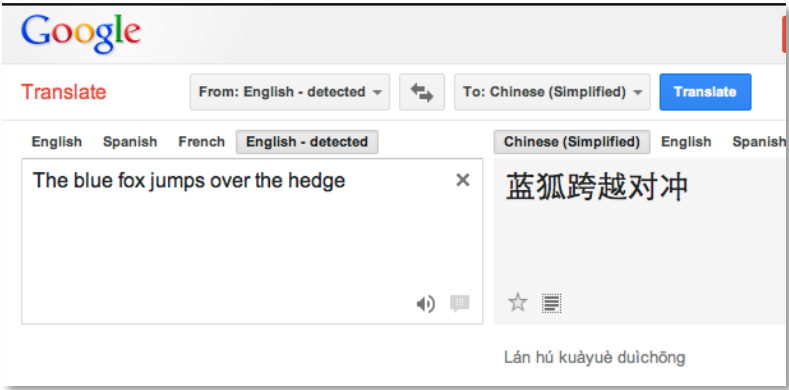 Google
Translate From: English - detected To: Chinese (Simplified) Translate
English Spanish French English - detected Chinese (Simplified) English Spanish
The blue fox jumps over the hedge 蓝狐跨越对冲
Lán hú kuàyuè duìchōng